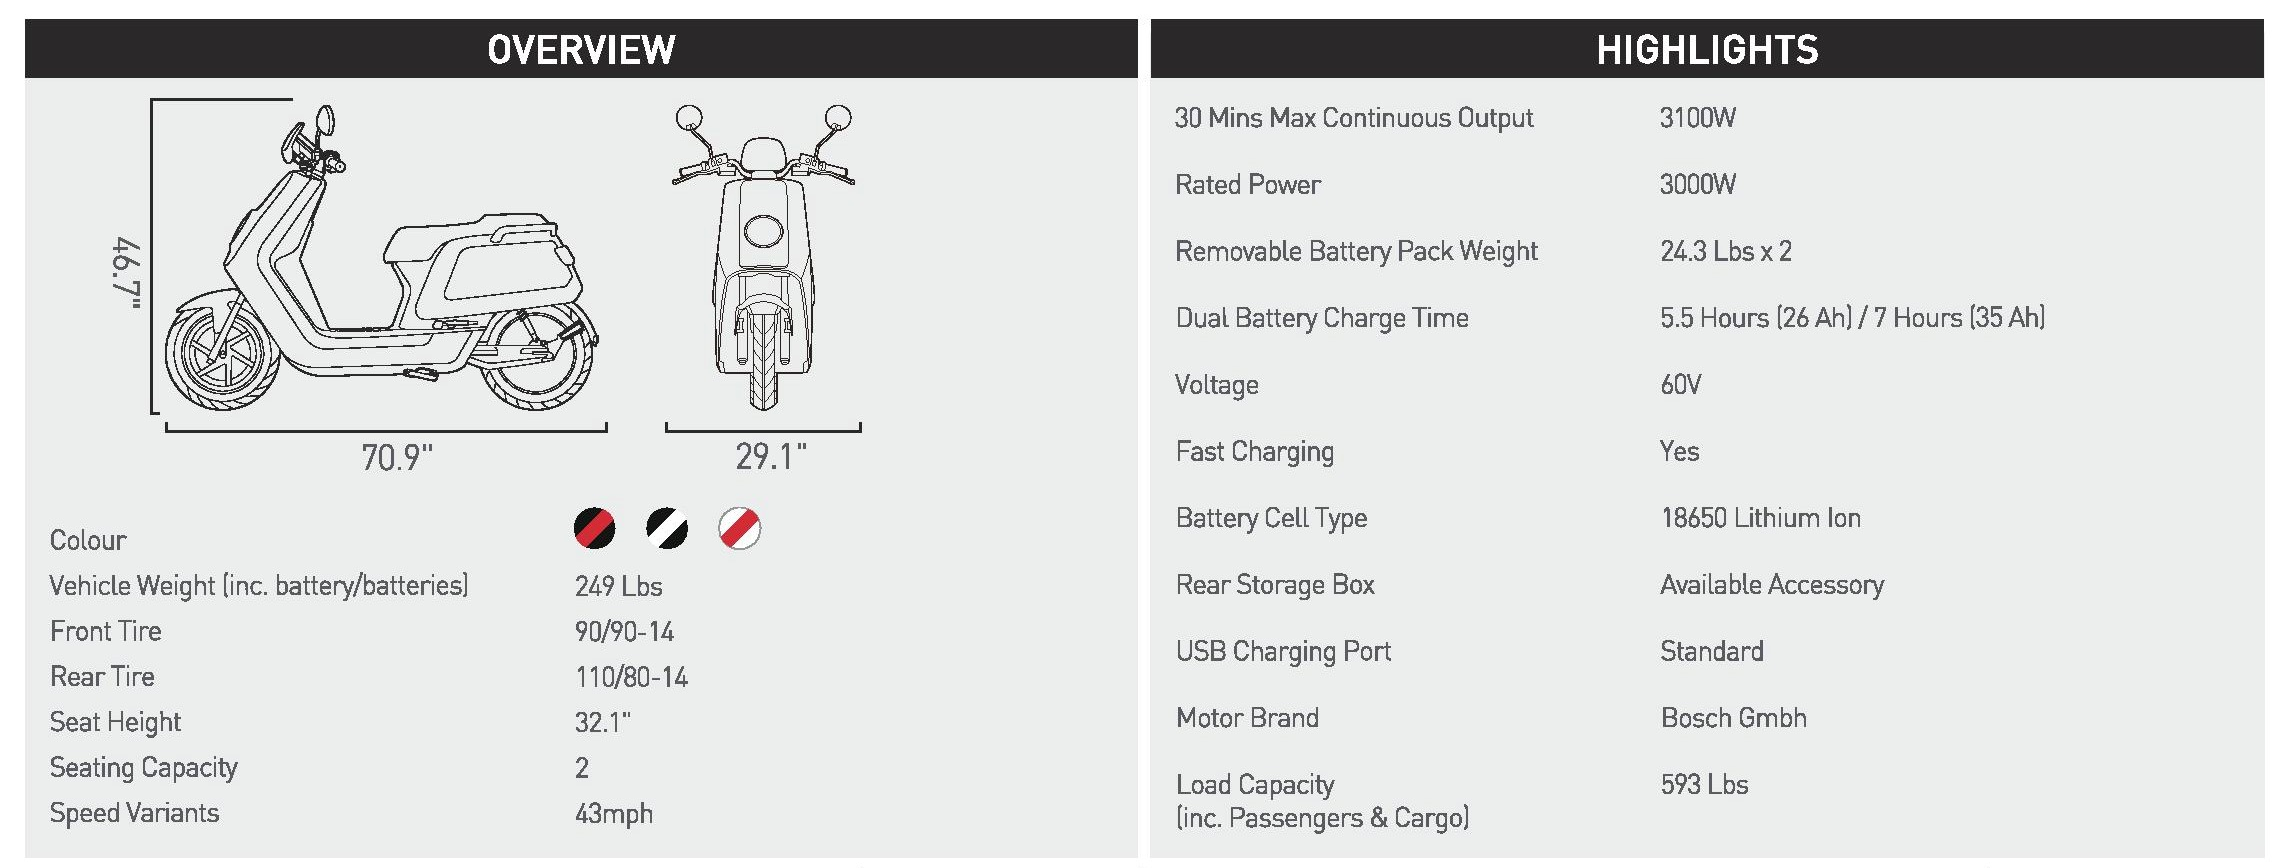 OVERVIEW
46.7"
70.9"
29.1"
Colour
Vehicle Weight (inc. battery/batteries) 249 Lbs
Front Tire 90/90-14
Rear Tire 110/80-14
Seat Height 32.1"
Seating Capacity 2
Speed Variants 43mph
HIGHLIGHTS
30 Mins Max Continuous Output 3100W
Rated Power 3000W
Removable Battery Pack Weight 24.3 Lbs x 2
Dual Battery Charge Time 5.5 Hours (26 Ah) / 7 Hours (35 Ah)
Voltage 60V
Fast Charging Yes
Battery Cell Type 18650 Lithium Ion
Rear Storage Box Available Accessory
USB Charging Port Standard
Motor Brand Bosch Gmbh
Load Capacity 593 Lbs
(inc. Passengers & Cargo)